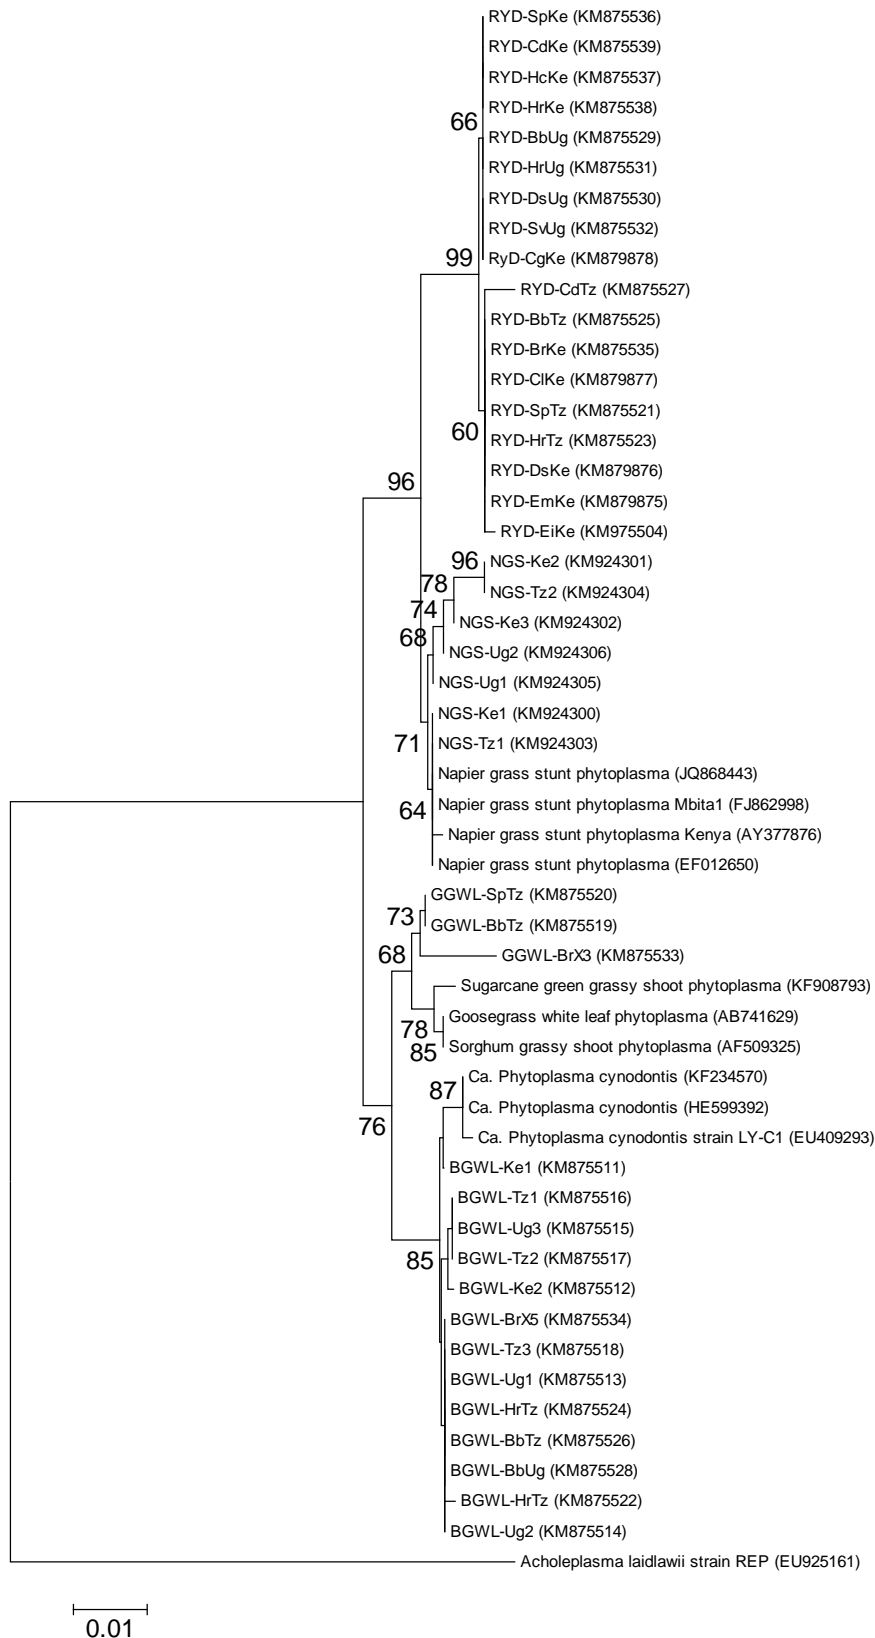 RYD-SpKe (KM875536)
RYD-CdKe (KM875539)
RYD-HcKe (KM875537)
RYD-HrKe (KM875538)
66
RYD-BbUg (KM875529)
RYD-HrUg (KM875531)
RYD-DsUg (KM875530)
RYD-SvUg (KM875532)
99
RyD-CgKe (KM879878)
RYD-CdTz (KM875527)
RYD-BbTz (KM875525)
RYD-BrKe (KM875535)
RYD-ClKe (KM879877)
RYD-SpTz (KM875521)
60
RYD-HrTz (KM875523)
RYD-DsKe (KM879876)
96
RYD-EmKe (KM879875)
RYD-EiKe (KM975504)
96
NGS-Ke2 (KM924301)
78
NGS-Tz2 (KM924304)
74
NGS-Ke3 (KM924302)
68
NGS-Ug2 (KM924306)
NGS-Ug1 (KM924305)
NGS-Ke1 (KM924300)
71
NGS-Tz1 (KM924303)
Napier grass stunt phytoplasma (JQ868443)
Napier grass stunt phytoplasma Mbita1 (FJ862998)
64
Napier grass stunt phytoplasma Kenya (AY377876)
Napier grass stunt phytoplasma (EF012650)
GGWL-SpTz (KM875520)
73
GGWL-BbTz (KM875519)
68
GGWL-BrX3 (KM875533)
Sugarcane green grassy shoot phytoplasma (KF908793)
Goosegrass white leaf phytoplasma (AB741629)
78
Sorghum grassy shoot phytoplasma (AF509325)
85
Ca. Phytoplasma cynodontis (KF234570)
87
Ca. Phytoplasma cynodontis (HE599392)
76
Ca. Phytoplasma cynodontis strain LY-C1 (EU409293)
BGWL-Ke1 (KM875511)
BGWL-Tz1 (KM875516)
BGWL-Ug3 (KM875515)
85
BGWL-Tz2 (KM875517)
BGWL-Ke2 (KM875512)
BGWL-BrX5 (KM875534)
BGWL-Tz3 (KM875518)
BGWL-Ug1 (KM875513)
BGWL-HrTz (KM875524)
BGWL-BbTz (KM875526)
BGWL-BbUg (KM875528)
BGWL-HrTz (KM875522)
BGWL-Ug2 (KM875514)
Acholeplasma laidlawii strain REP (EU925161)
0.01